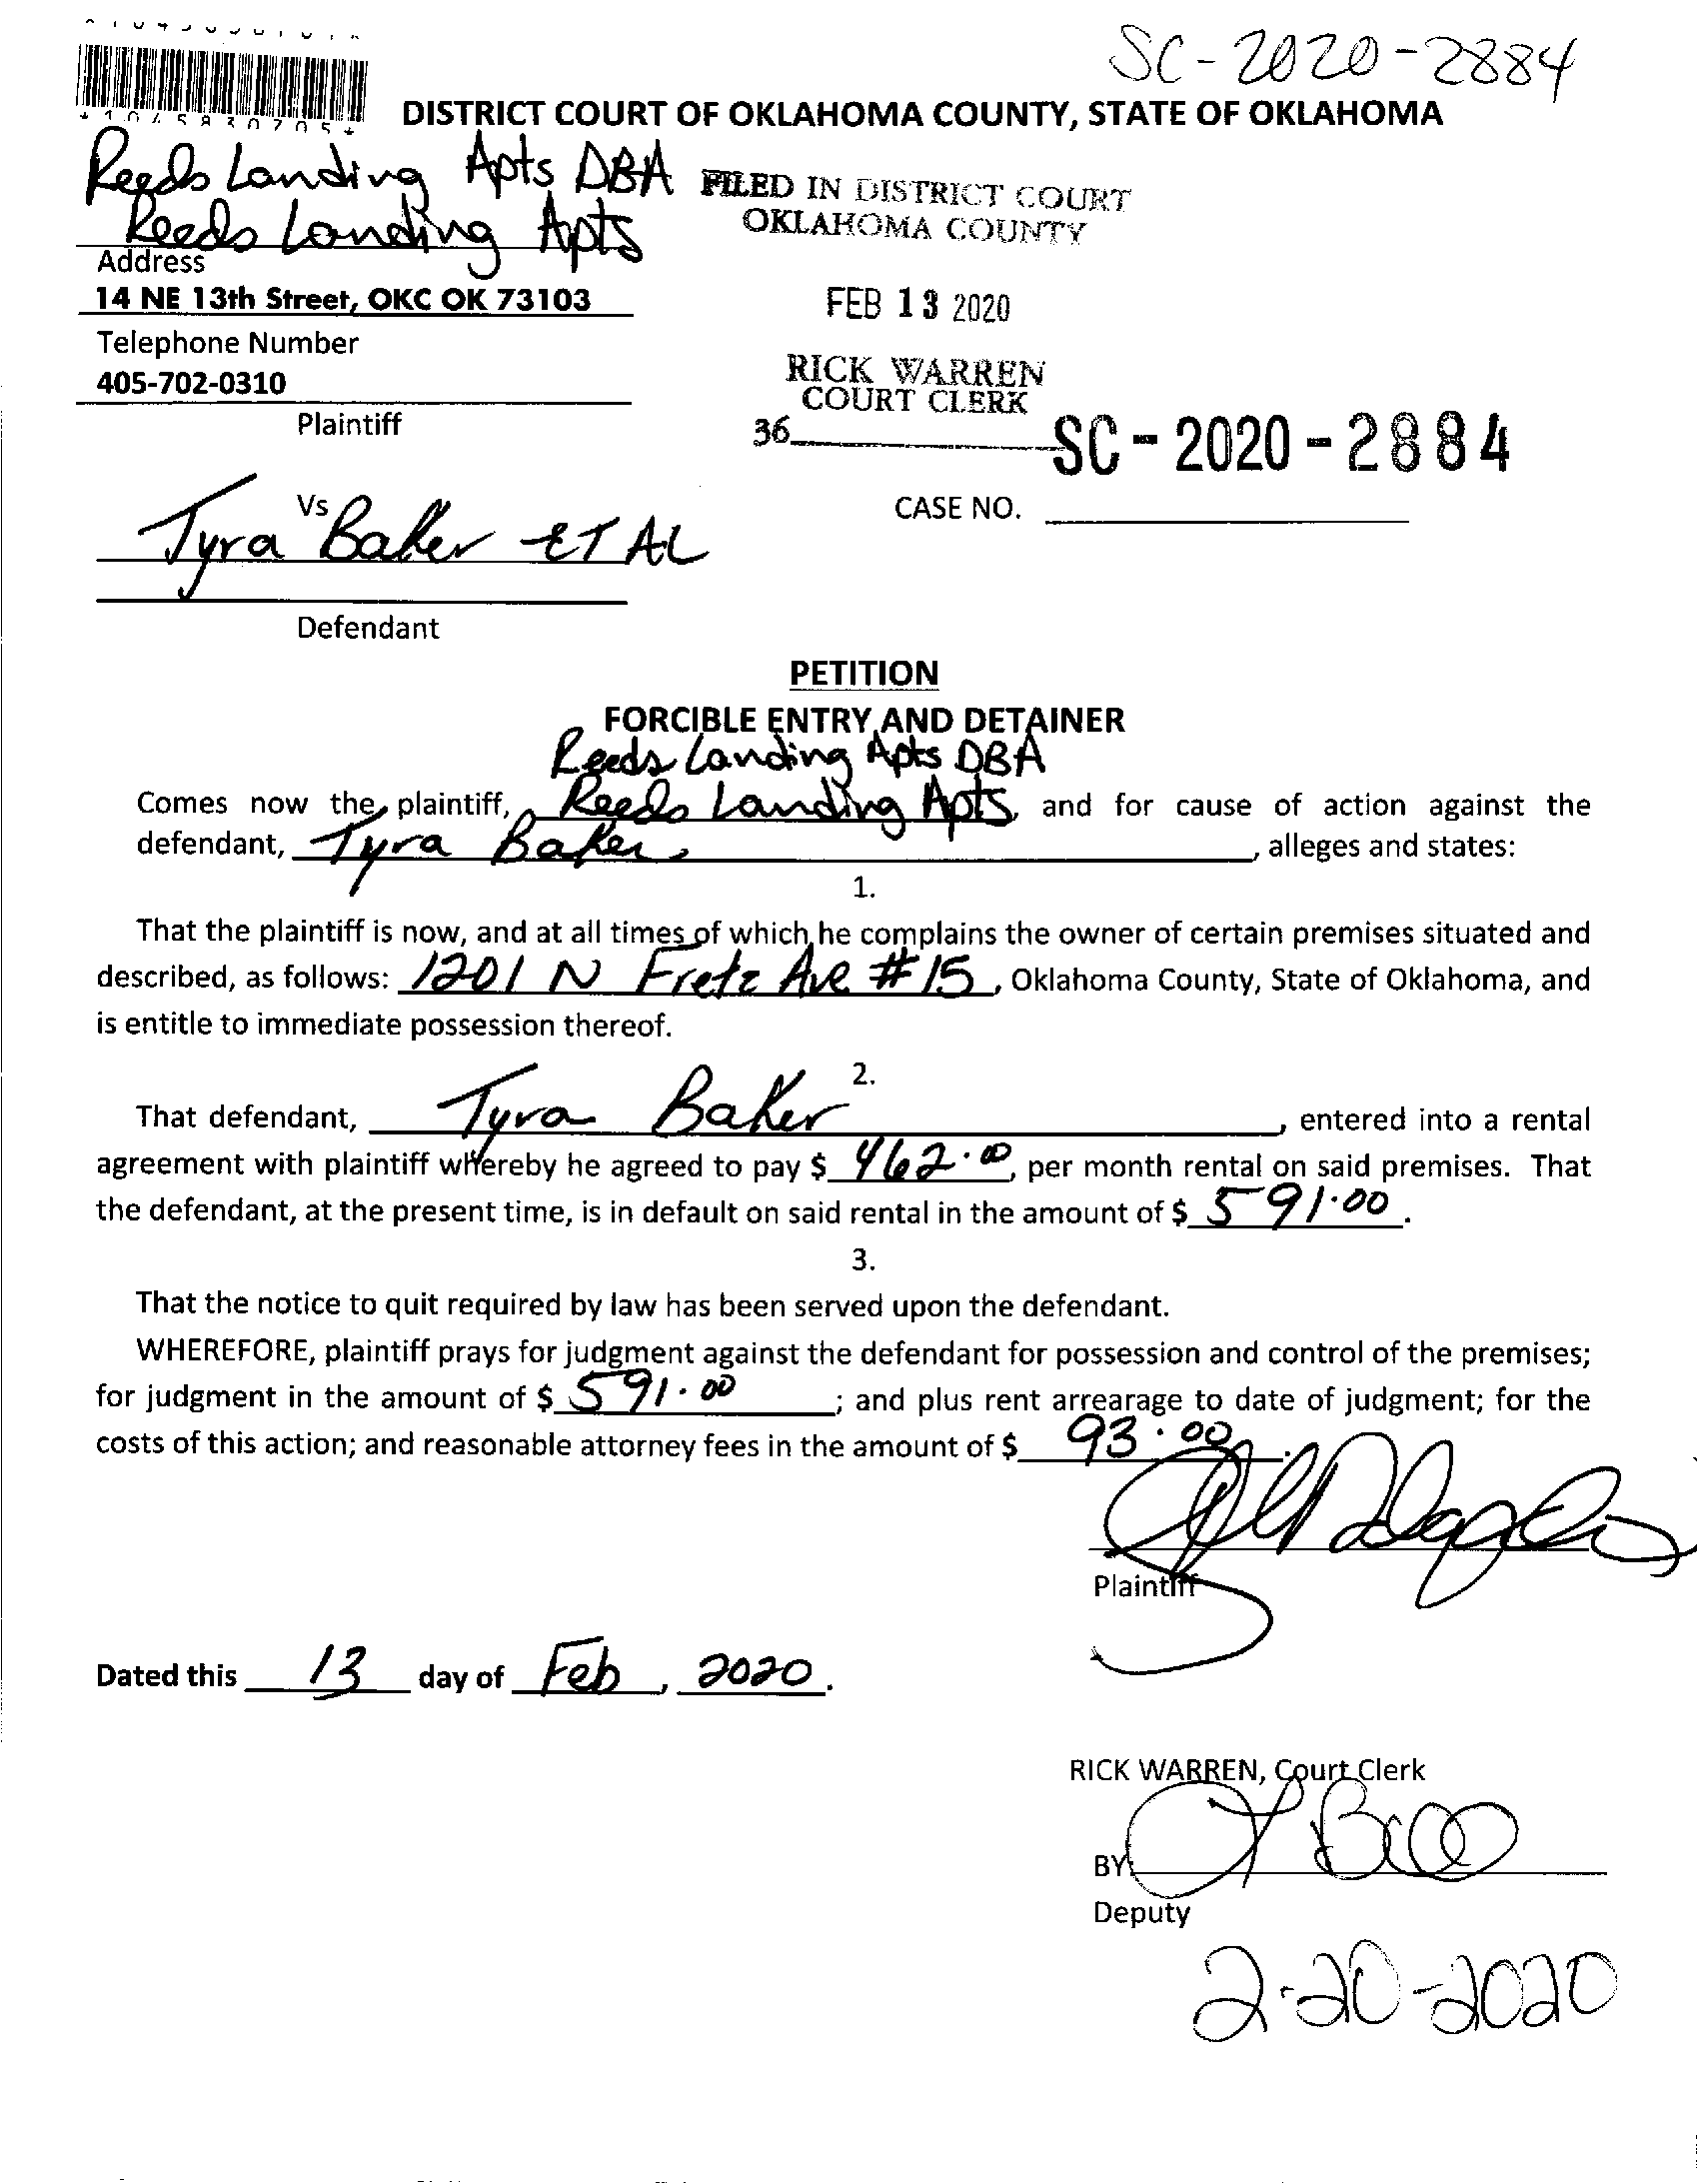 SC-2020-2884
DISTRICT COURT OF OKLAHOMA COUNTY, STATE OF OKLAHOMA
Reeds Landing Apts DBA
Reeds Landing Apts
Address
14 NE 13th Street, OKC OK 73103
Telephone Number
405-702-0310
Plaintiff
FILED IN DISTRICT COURT
OKLAHOMA COUNTY
FEB 13 2020
RICK WARREN
COURT CLERK
36
SC-2020-2884
CASE NO.
Vs
Tyra Baker ET AL
Defendant
PETITION
FORCIBLE ENTRY AND DETAINER
Reeds Landing Apts DBA
Comes now the plaintiff, Reeds Landing Apts, and for cause of action against the
defendant, Tyra Baker, , alleges and states:
1.
That the plaintiff is now, and at all times of which he complains the owner of certain premises situated and
described, as follows: 1201 N Fretz Ave #15, Oklahoma County, State of Oklahoma, and
is entitle to immediate possession thereof.
2.
That defendant, Tyra Baker, entered into a rental
agreement with plaintiff whereby he agreed to pay $ 462.00, per month rental on said premises. That
the defendant, at the present time, is in default on said rental in the amount of $ 591.00.
3.
That the notice to quit required by law has been served upon the defendant.
WHEREFORE, plaintiff prays for judgment against the defendant for possession and control of the premises;
for judgment in the amount of $ 591.00; and plus rent arrearage to date of judgment; for the
costs of this action; and reasonable attorney fees in the amount of $ 93.00.
Plaintiff
Dated this 13 day of Feb, 2020.
RICK WARREN, Court Clerk
BY
Deputy
2-20-2020